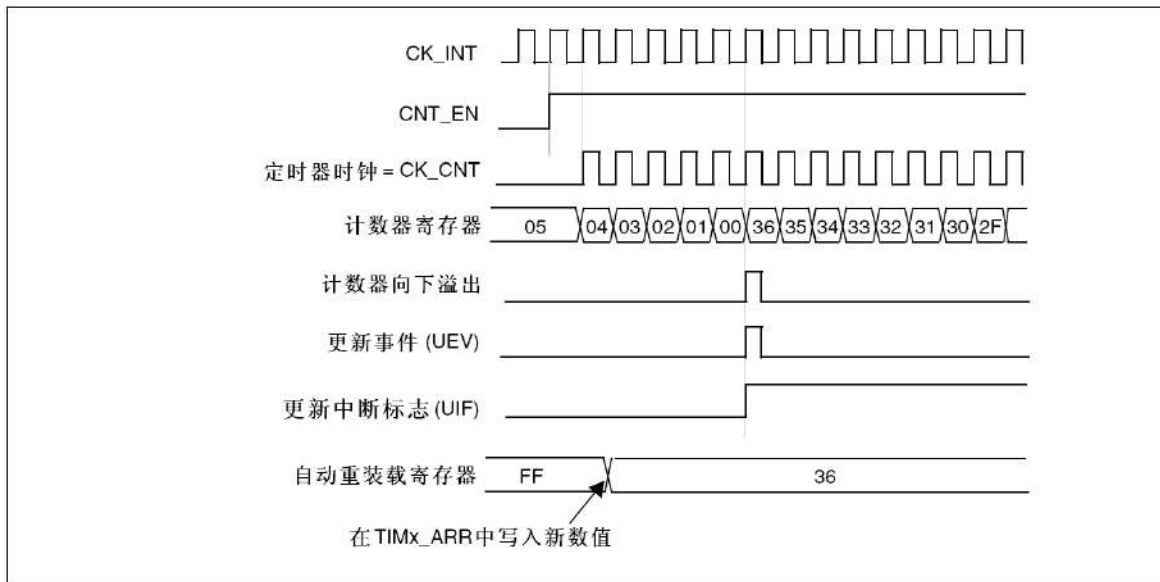 CK_INT
CNT_EN
定时器时钟 = CK_CNT
计数器寄存器 05 04 03 02 01 00 36 35 34 33 32 31 30 2F
计数器向下溢出
更新事件 (UEV)
更新中断标志 (UIF)
自动重装载寄存器 FF 36
在TIMx_ARR中写入新数值